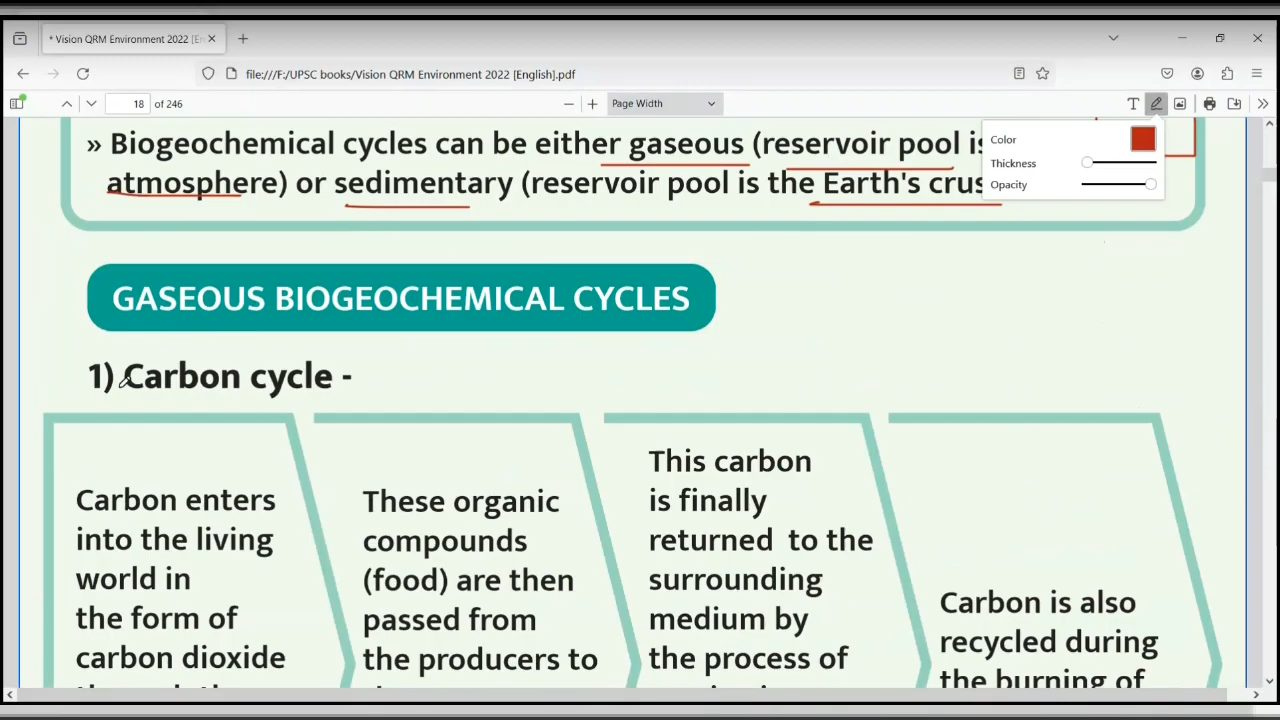 * Vision QRM Environment 2022 [En
file:///F:/UPSC books/Vision QRM Environment 2022 [English].pdf
18 of 246
Page Width
Color
Thickness
Opacity
» Biogeochemical cycles can be either gaseous (reservoir pool is
atmosphere) or sedimentary (reservoir pool is the Earth's crus
GASEOUS BIOGEOCHEMICAL CYCLES
1) Carbon cycle -
Carbon enters
into the living
world in
the form of
carbon dioxide
These organic
compounds
(food) are then
passed from
the producers to
This carbon
is finally
returned to the
surrounding
medium by
the process of
Carbon is also
recycled during
the burning of